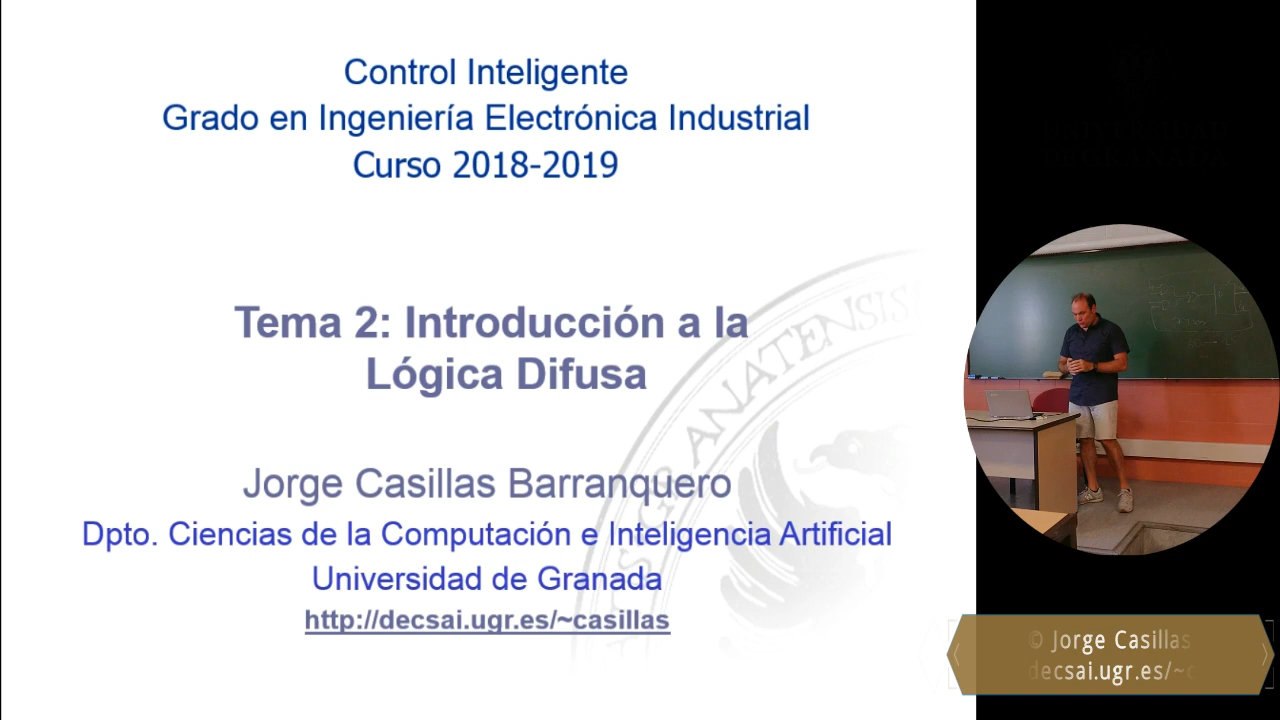 Control Inteligente
Grado en Ingeniería Electrónica Industrial
Curso 2018-2019
Tema 2: Introducción a la
Lógica Difusa
Jorge Casillas Barranquero
Dpto. Ciencias de la Computación e Inteligencia Artificial
Universidad de Granada
http://decsai.ugr.es/~casillas
© Jorge Casillas
decsai.ugr.es/~c